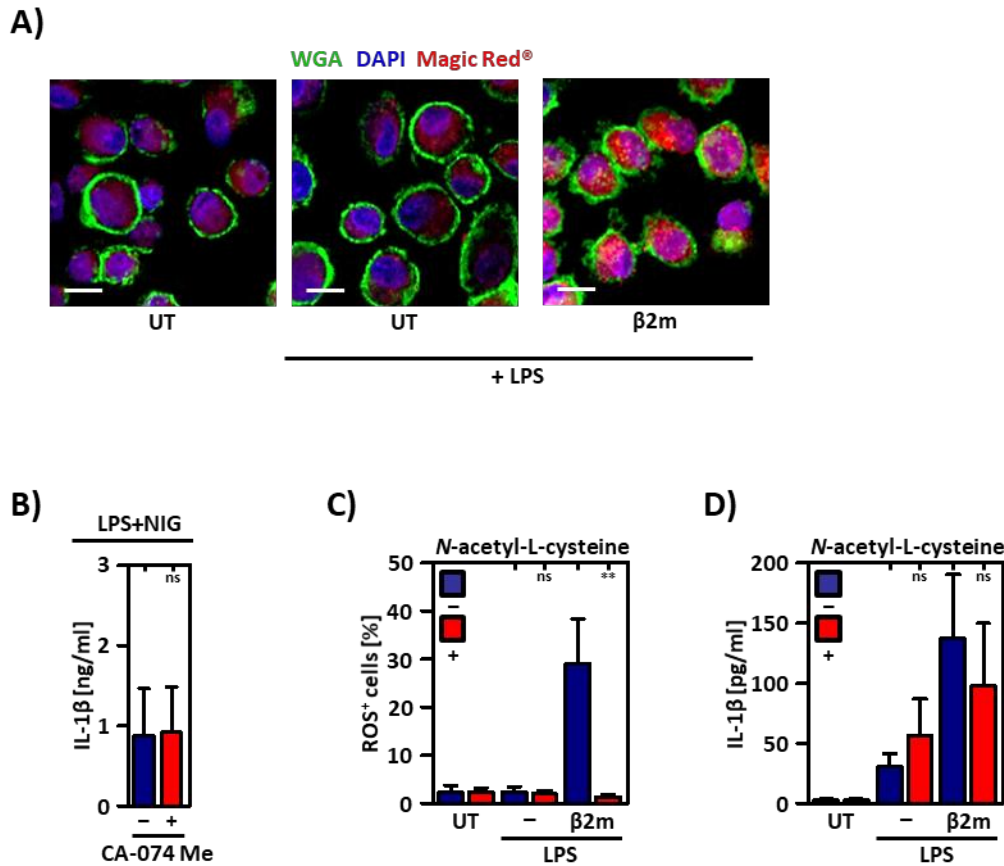 A)
WGA DAPI Magic Red®
UT
UT
β2m
+ LPS
B)
LPS+NIG
IL-1β [ng/ml]
3
2
1
0
ns
− +
CA-074 Me
C)
N-acetyl-L-cysteine
ROS+ cells [%]
50
40
30
20
10
0
−
+
ns
**
UT − β2m
LPS
D)
N-acetyl-L-cysteine
IL-1β [pg/ml]
200
150
100
50
0
−
+
ns
ns
UT − β2m
LPS